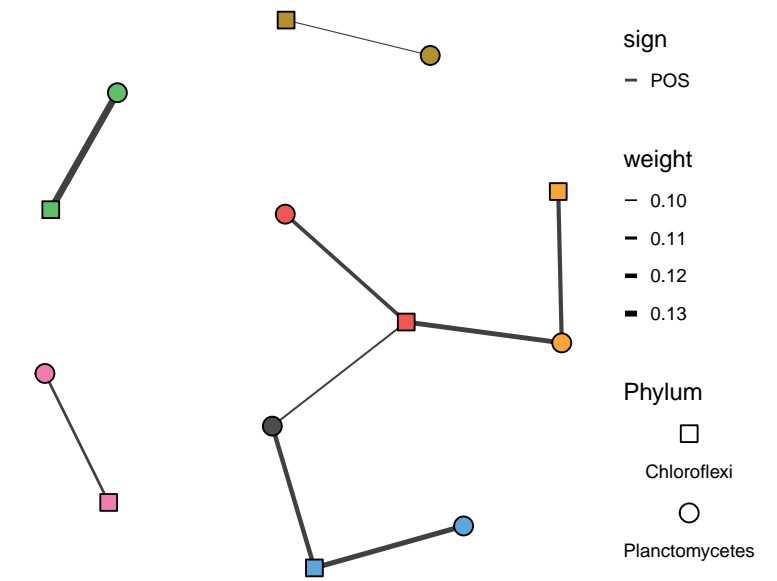 sign
POS
weight
0.10
0.11
0.12
0.13
Phylum
Chloroflexi
Planctomycetes